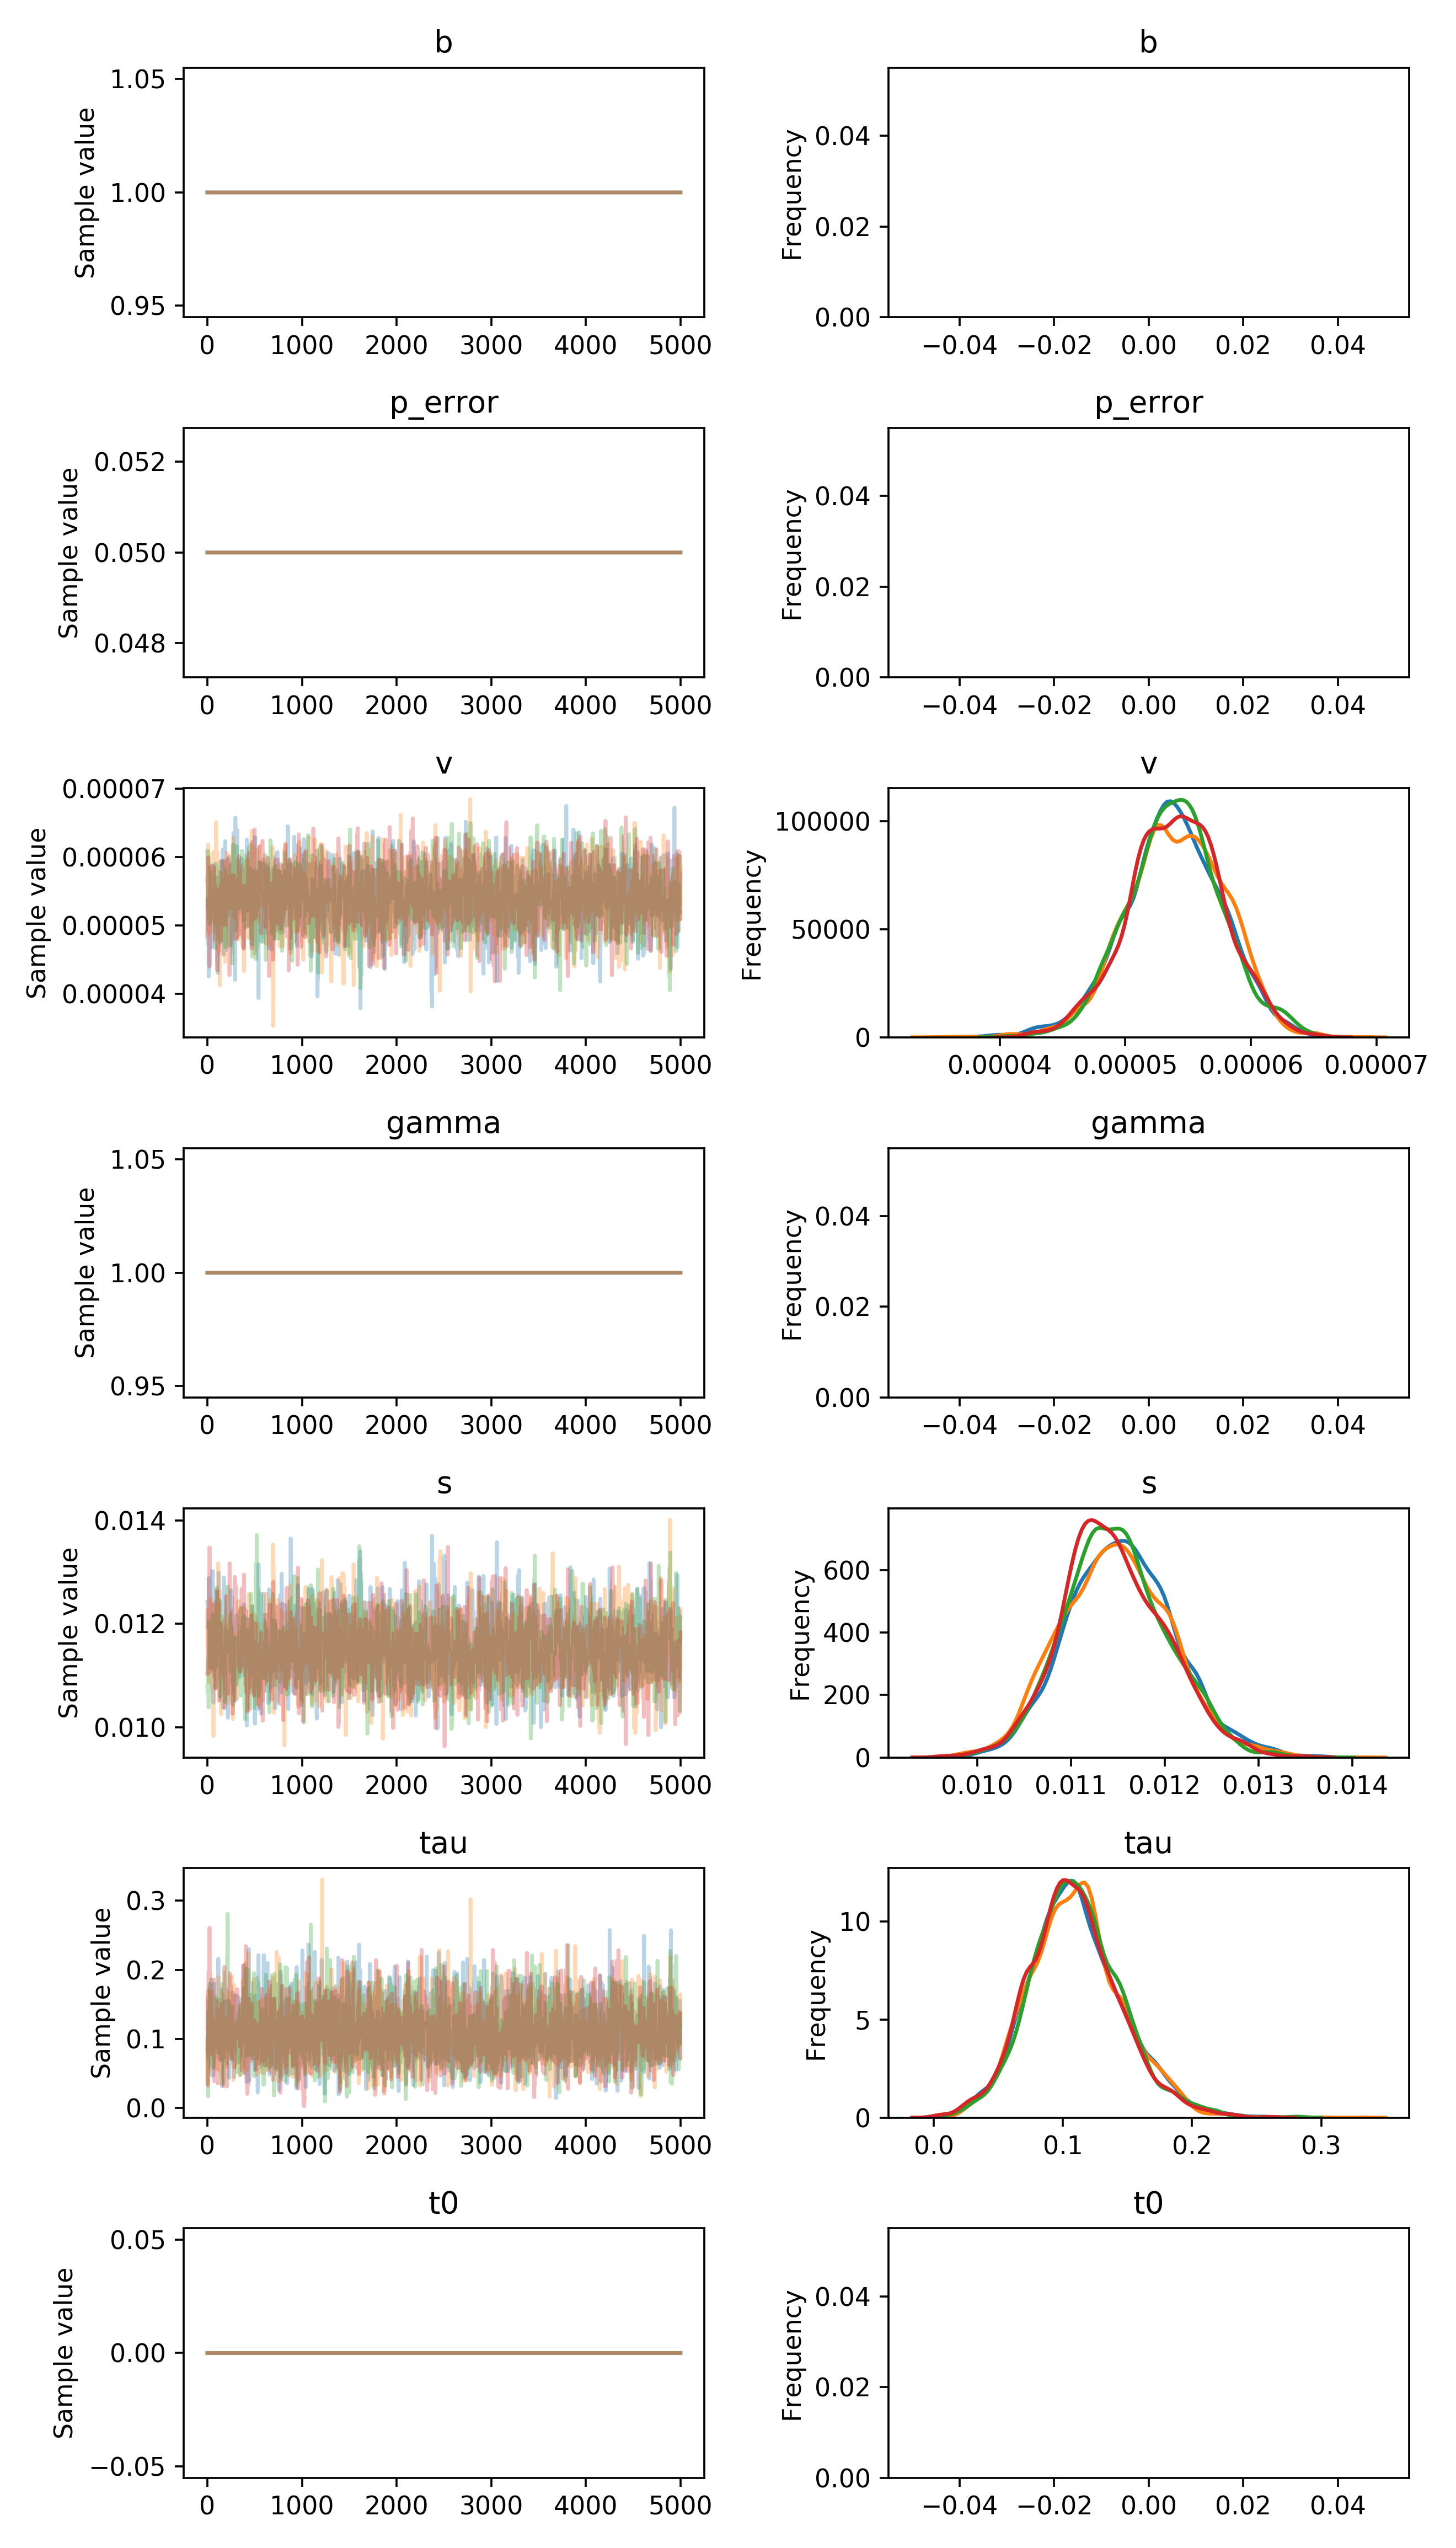 b
b
1.05
1.00
0.95
Sample value
0 1000 2000 3000 4000 5000
0.04
0.02
0.00
Frequency
−0.04 −0.02 0.00 0.02 0.04
p_error
p_error
0.052
0.050
0.048
Sample value
0 1000 2000 3000 4000 5000
0.04
0.02
0.00
Frequency
−0.04 −0.02 0.00 0.02 0.04
v
v
0.00007
0.00006
0.00005
0.00004
Sample value
0 1000 2000 3000 4000 5000
100000
50000
0
Frequency
0.00004 0.00005 0.00006 0.00007
gamma
gamma
1.05
1.00
0.95
Sample value
0 1000 2000 3000 4000 5000
0.04
0.02
0.00
Frequency
−0.04 −0.02 0.00 0.02 0.04
s
s
0.014
0.012
0.010
Sample value
0 1000 2000 3000 4000 5000
600
400
200
0
Frequency
0.010 0.011 0.012 0.013 0.014
tau
tau
0.3
0.2
0.1
0.0
Sample value
0 1000 2000 3000 4000 5000
10
5
0
Frequency
0.0 0.1 0.2 0.3
t0
t0
0.05
0.00
−0.05
Sample value
0 1000 2000 3000 4000 5000
0.04
0.02
0.00
Frequency
−0.04 −0.02 0.00 0.02 0.04